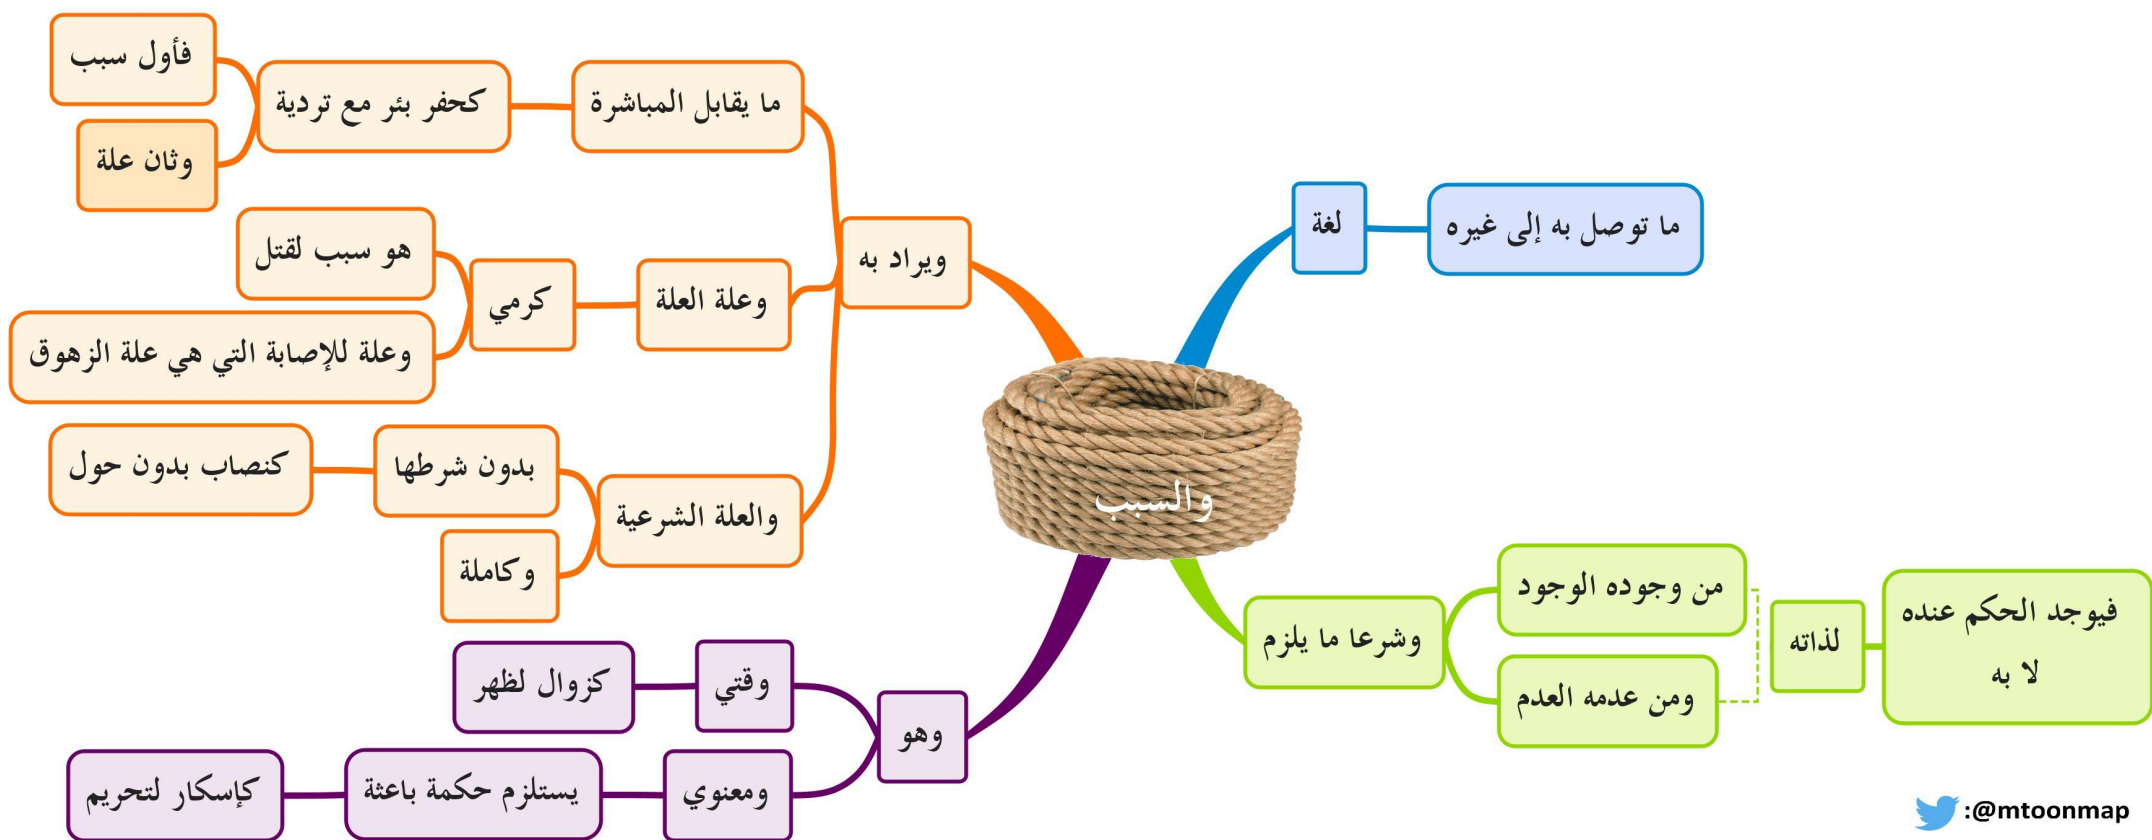 والسبب
لغة
ما توصل به إلى غيره
وشرعا ما يلزم
من وجوده الوجود
ومن عدمه العدم
لذاته
فيوجد الحكم عنده
لا به
ويراد به
ما يقابل المباشرة
كحفر بئر مع تردية
فأول سبب
وثان علة
وعلة العلة
كرمي
هو سبب لقتل
وعلة للإصابة التي هي علة الزهوق
والعلة الشرعية
بدون شرطها
كنصاب بدون حول
وكاملة
وهو
وقتي
كزوال لظهر
ومعنوي
يستلزم حكمة باعثة
كإسكار لتحريم
:@mtoonmap